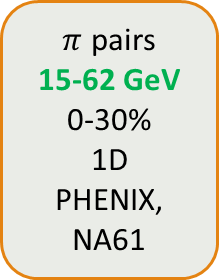 π pairs
15-62 GeV
0-30%
1D
PHENIX,
NA61